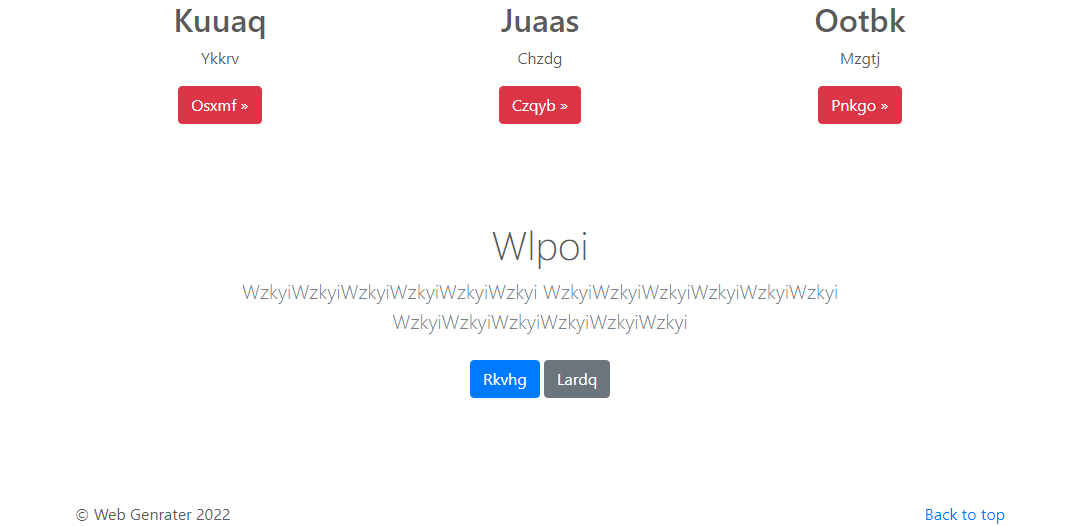 Kuuaq Juaas Ootbk
Ykkrv Chzdg Mzgtj
Osxmf » Czqyb » Pnkgo »
Wlpoi
WzkyiWzkyiWzkyiWzkyiWzkyiWzkyi WzkyiWzkyiWzkyiWzkyiWzkyiWzkyi
WzkyiWzkyiWzkyiWzkyiWzkyiWzkyi
Rkvhg Lardq
© Web Genrater 2022 Back to top